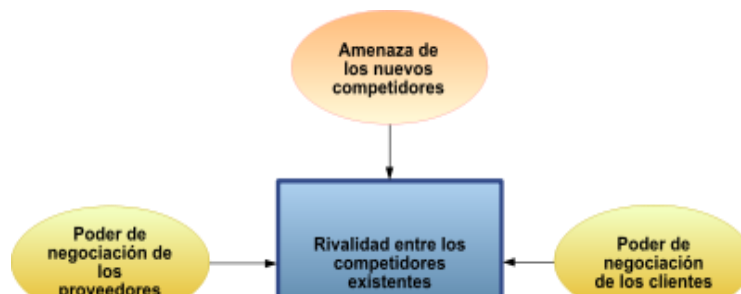 Amenaza de
los nuevos
competidores
Poder de
negociación de
los
proveedores
Rivalidad entre los
competidores
existentes
Poder de
negociación
de los clientes